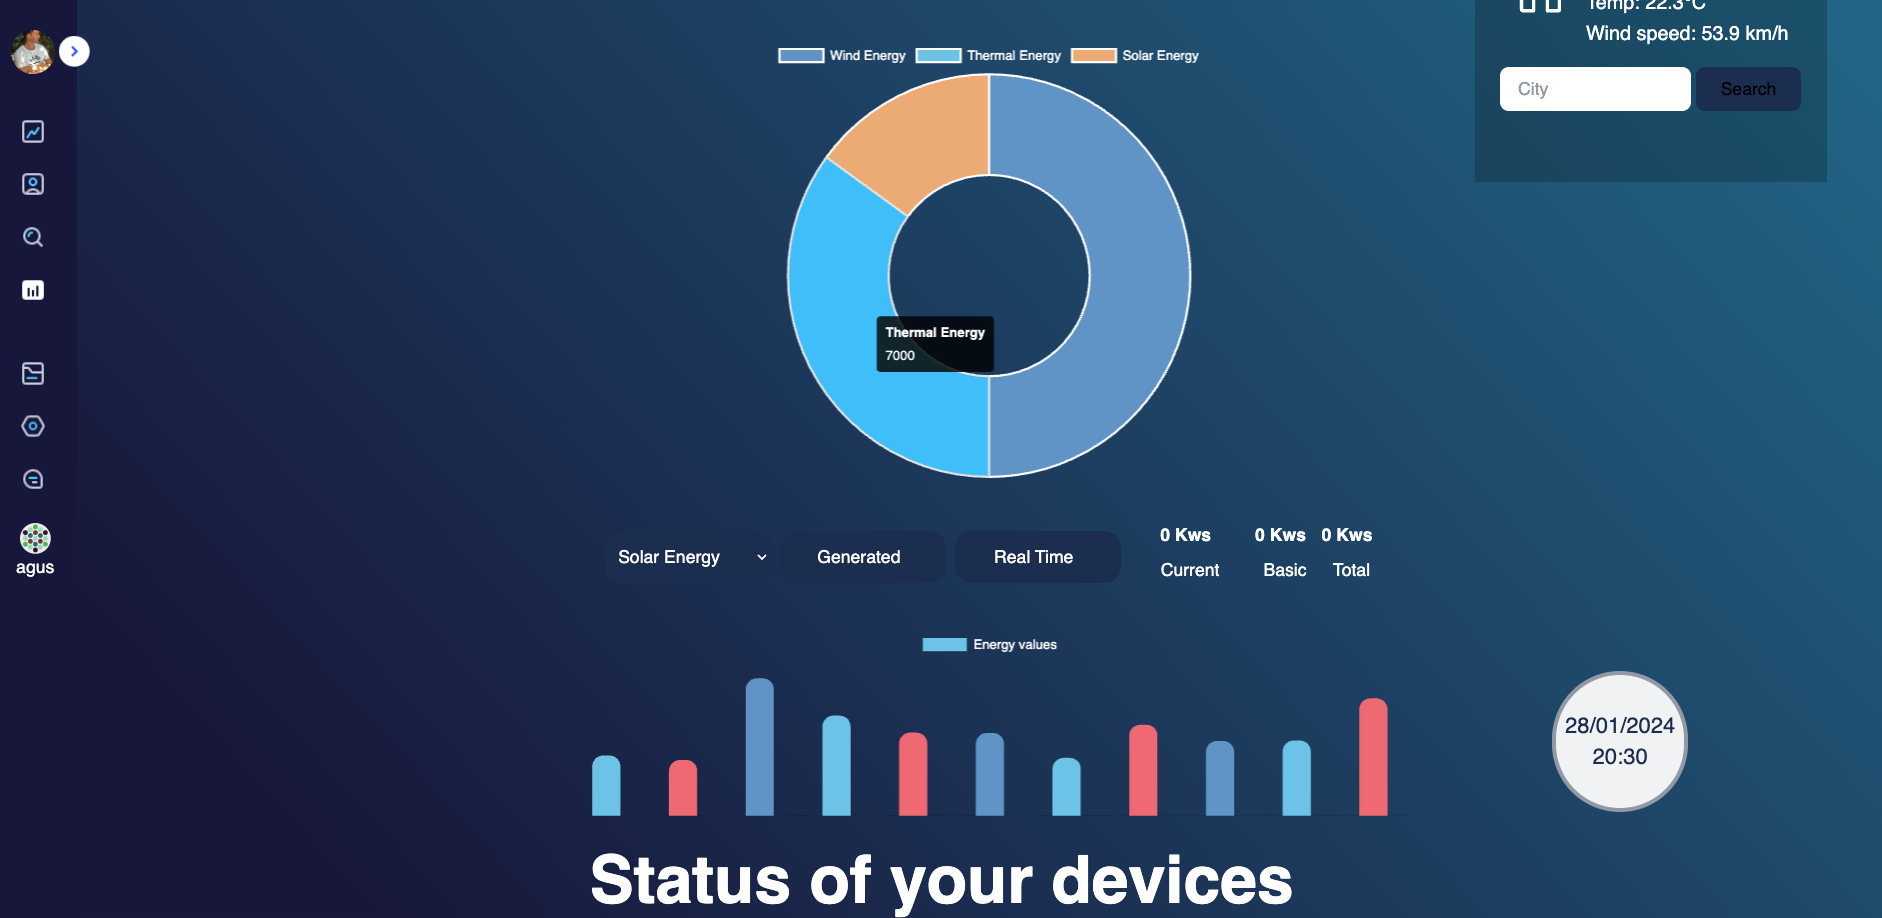 Temp: 22.3°C
Wind speed: 53.9 km/h
City
Search
Wind Energy
Thermal Energy
Solar Energy
Thermal Energy
7000
Solar Energy
Generated
Real Time
0 Kws
Current
0 Kws
Basic
0 Kws
Total
agus
Energy values
28/01/2024
20:30
Status of your devices